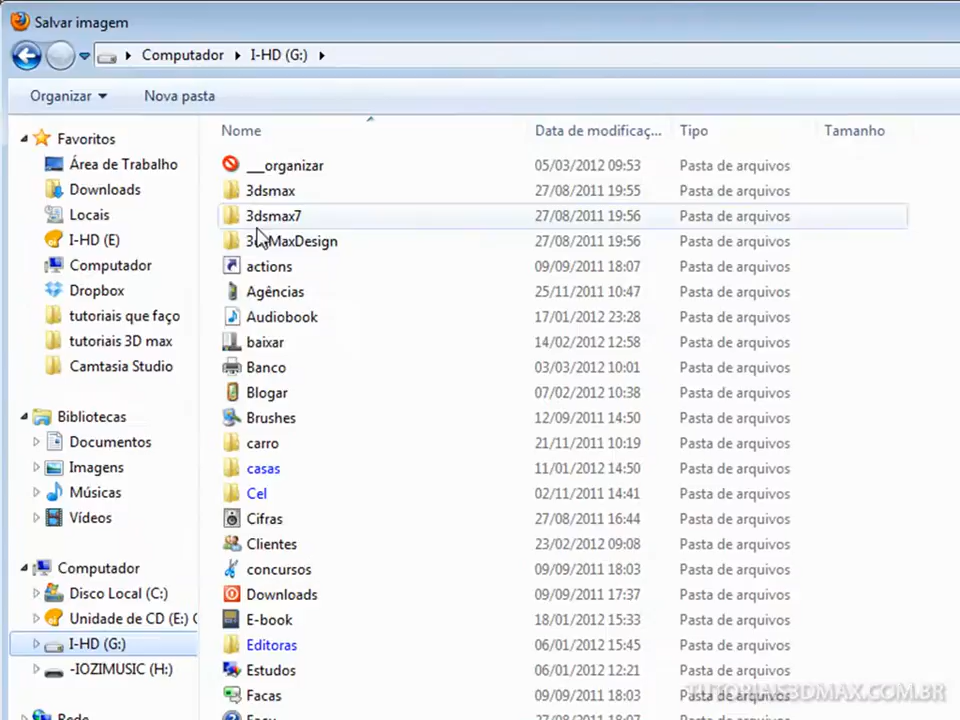 Salvar imagem
Computador I-HD (G:)
Organizar Nova pasta
Nome Data de modificaç... Tipo Tamanho
Favoritos
Área de Trabalho
Downloads
Locais
I-HD (E)
Computador
Dropbox
tutoriais que faço
tutoriais 3D max
Camtasia Studio
Bibliotecas
Documentos
Imagens
Músicas
Vídeos
Computador
Disco Local (C:)
Unidade de CD (E:) C
I-HD (G:)
-IOZIMUSIC (H:)
Rede
__organizar 05/03/2012 09:53 Pasta de arquivos
3dsmax 27/08/2011 19:55 Pasta de arquivos
3dsmax7 27/08/2011 19:56 Pasta de arquivos
3dsMaxDesign 27/08/2011 19:56 Pasta de arquivos
actions 09/09/2011 18:07 Pasta de arquivos
Agências 25/11/2011 10:47 Pasta de arquivos
Audiobook 17/01/2012 23:28 Pasta de arquivos
baixar 14/02/2012 12:58 Pasta de arquivos
Banco 03/03/2012 10:01 Pasta de arquivos
Blogar 07/02/2012 10:38 Pasta de arquivos
Brushes 12/09/2011 14:50 Pasta de arquivos
carro 21/11/2011 10:19 Pasta de arquivos
casas 11/01/2012 14:50 Pasta de arquivos
Cel 02/11/2011 14:41 Pasta de arquivos
Cifras 27/08/2011 16:44 Pasta de arquivos
Clientes 23/02/2012 09:08 Pasta de arquivos
concursos 09/09/2011 18:03 Pasta de arquivos
Downloads 09/09/2011 17:37 Pasta de arquivos
E-book 18/01/2012 15:33 Pasta de arquivos
Editoras 06/01/2012 15:45 Pasta de arquivos
Estudos 06/01/2012 12:21 Pasta de arquivos
Facas 09/09/2011 18:03 Pasta de arquivos
TUTORIAIS3DMAX.COM.BR